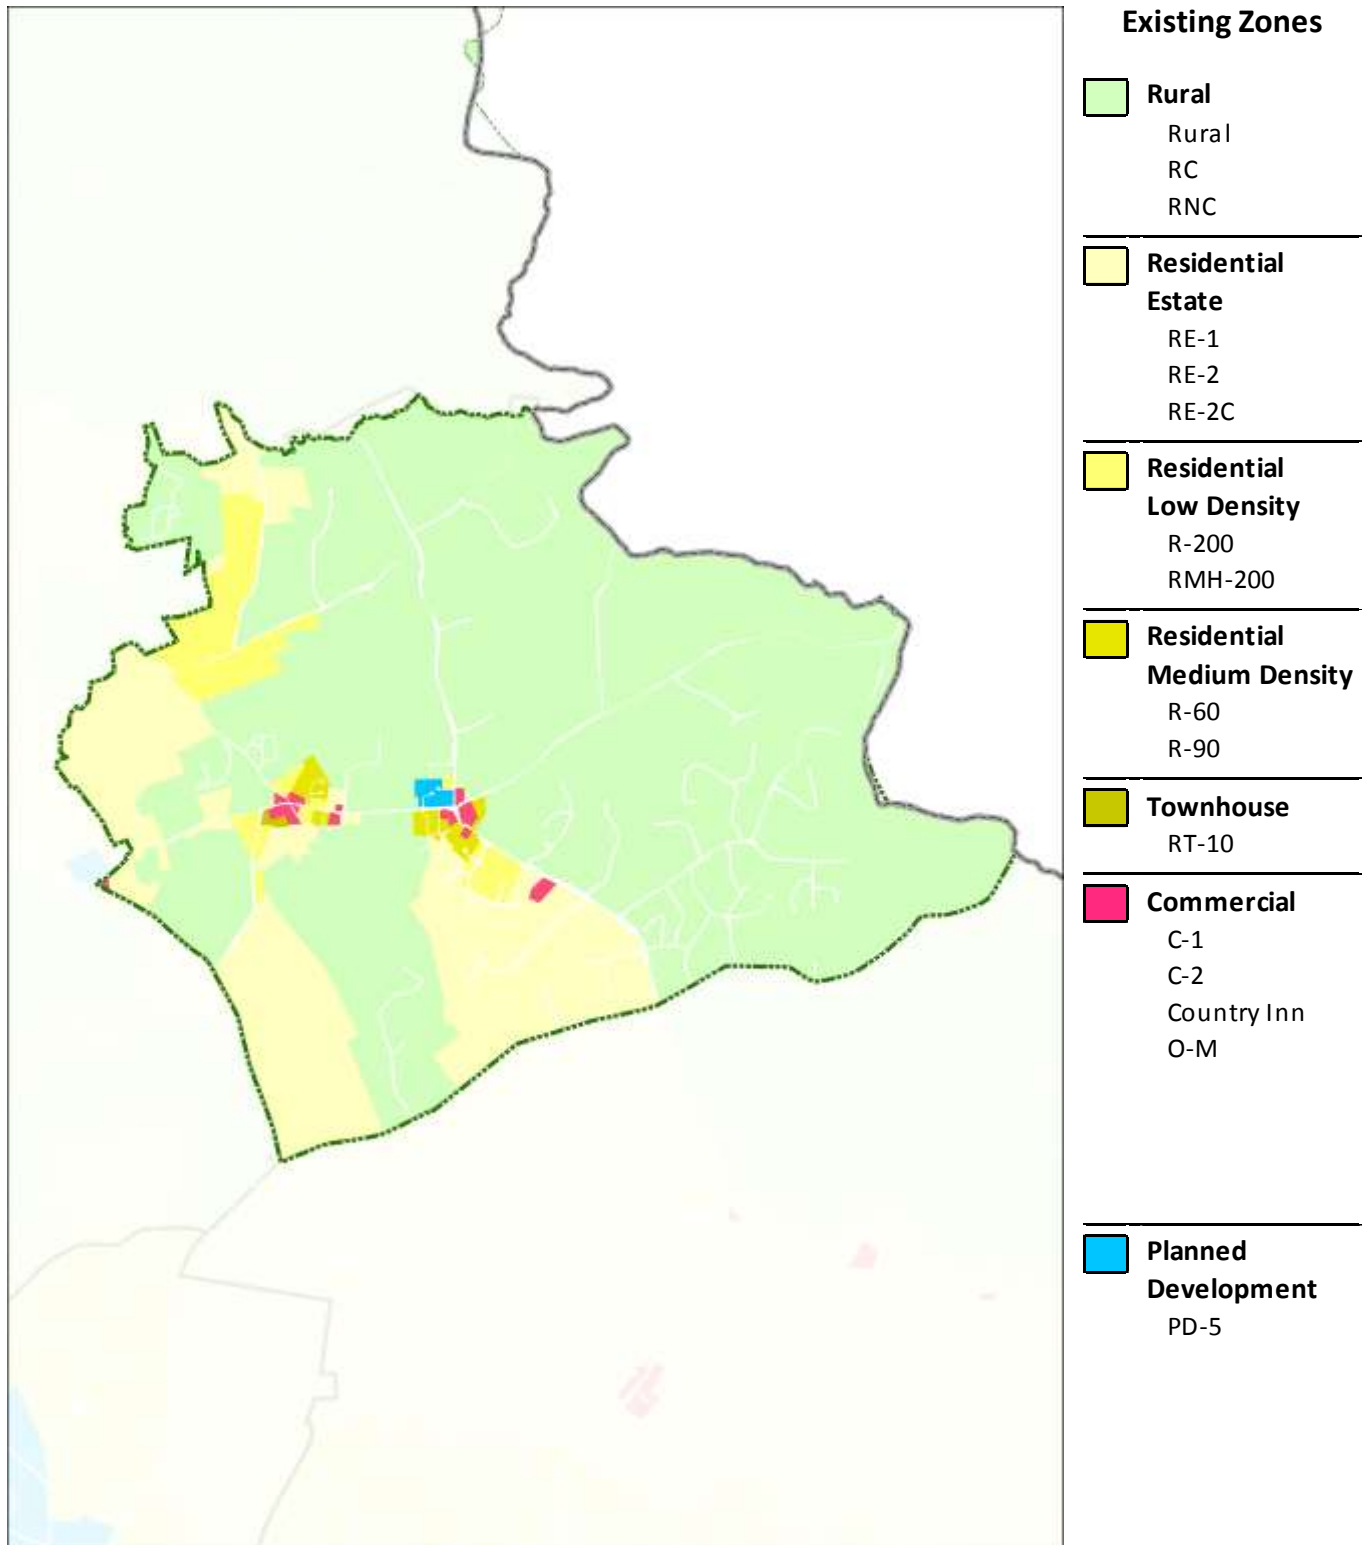 Existing Zones
Rural
Rural
RC
RNC
Residential
Estate
RE-1
RE-2
RE-2C
Residential
Low Density
R-200
RMH-200
Residential
Medium Density
R-60
R-90
Townhouse
RT-10
Commercial
C-1
C-2
Country Inn
O-M
Planned
Development
PD-5